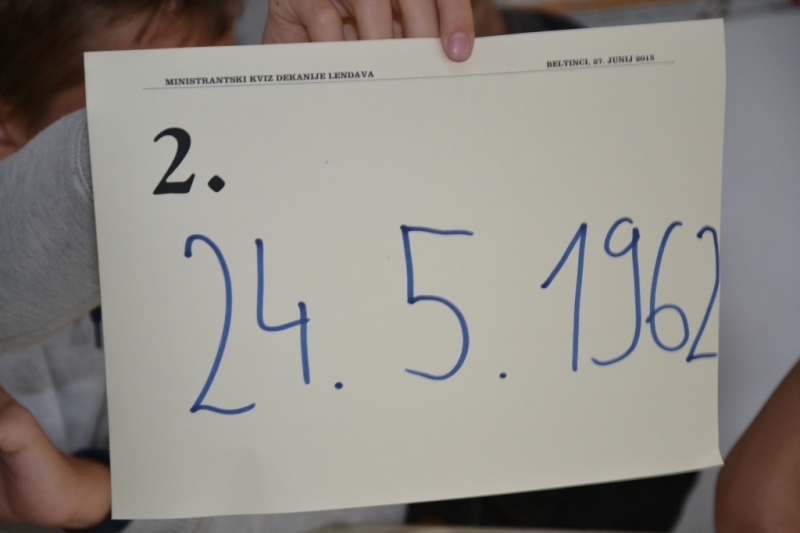 MINISTRANTSKI KVIZ DEKANIJE LENDAVA
BELTINCI, 27. JUNIJ 2015
2.
24. 5. 1962